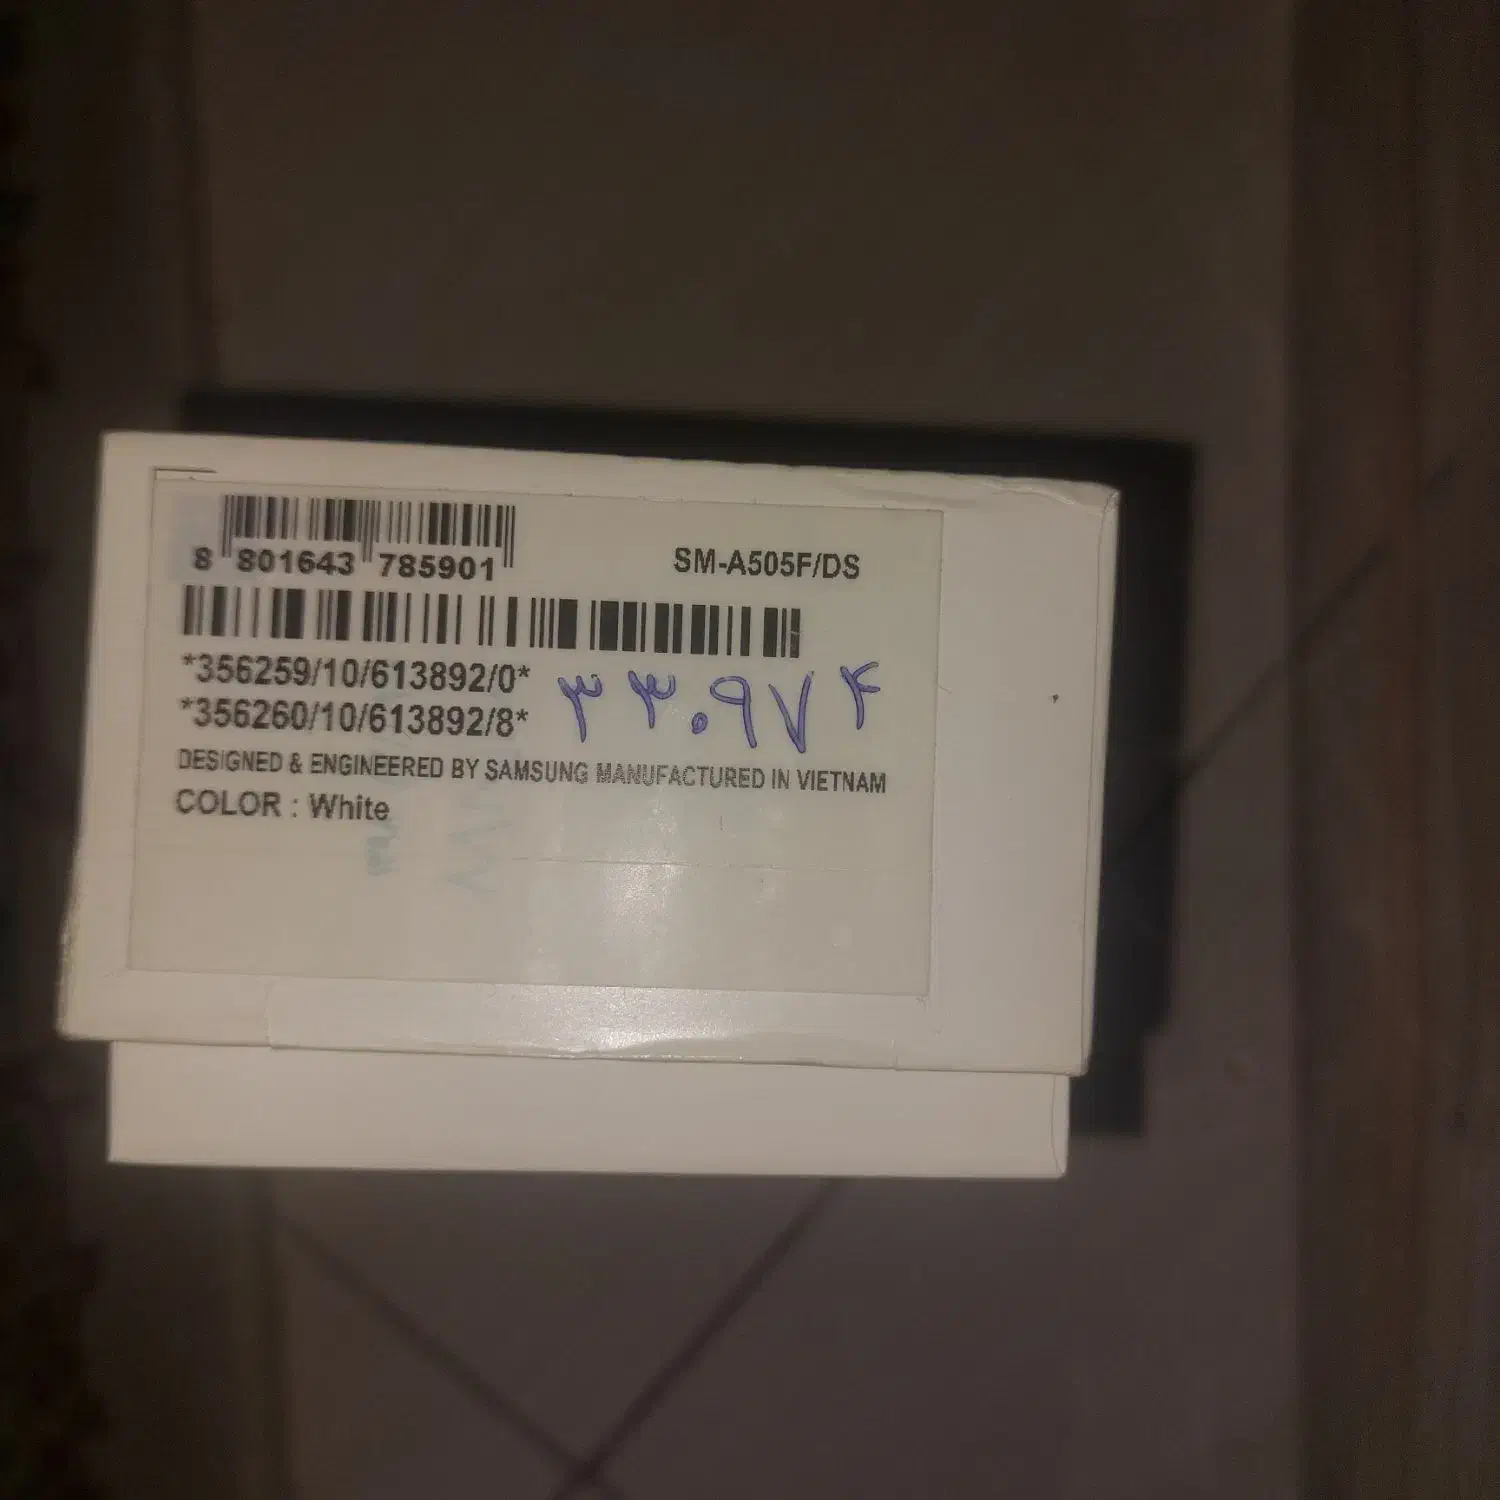 8 801643 785901
SM-A505F/DS
*356259/10/613892/0*
*356260/10/613892/8*
۳۳۰۹۷۴
DESIGNED & ENGINEERED BY SAMSUNG MANUFACTURED IN VIETNAM
COLOR : White